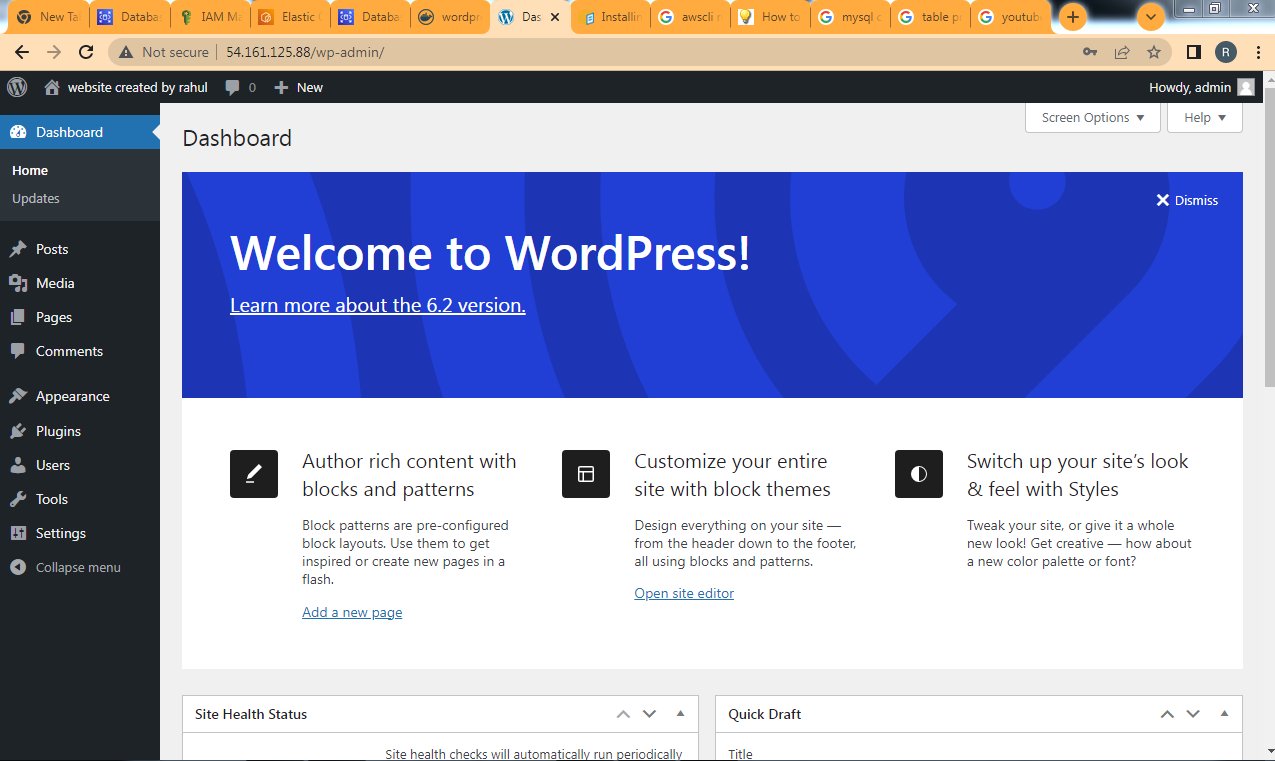 New Ta
Databas
IAM Ma
Elastic C
Databa
wordpr
Das
Installin
awscli r
How to
mysql c
table pr
youtub
Not secure
54.161.125.88/wp-admin/
R
website created by rahul
0
New
Howdy, admin
Dashboard
Home
Updates
Posts
Media
Pages
Comments
Appearance
Plugins
Users
Tools
Settings
Collapse menu
Screen Options
Help
Dashboard
Dismiss
Welcome to WordPress!
Learn more about the 6.2 version.
Author rich content with
blocks and patterns
Block patterns are pre-configured
block layouts. Use them to get
inspired or create new pages in a
flash.
Add a new page
Customize your entire
site with block themes
Design everything on your site —
from the header down to the footer,
all using blocks and patterns.
Open site editor
Switch up your site’s look
& feel with Styles
Tweak your site, or give it a whole
new look! Get creative — how about
a new color palette or font?
Site Health Status
Site health checks will automatically run periodically
Quick Draft
Title